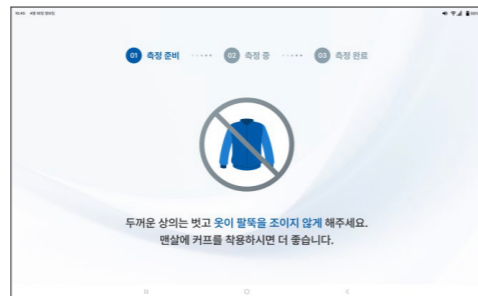 01 측정 준비 ····· 02 측정 중 ····· 03 측정 완료
두꺼운 상의는 벗고 옷이 팔뚝을 조이지 않게 해주세요.
맨살에 커프를 착용하시면 더 좋습니다.